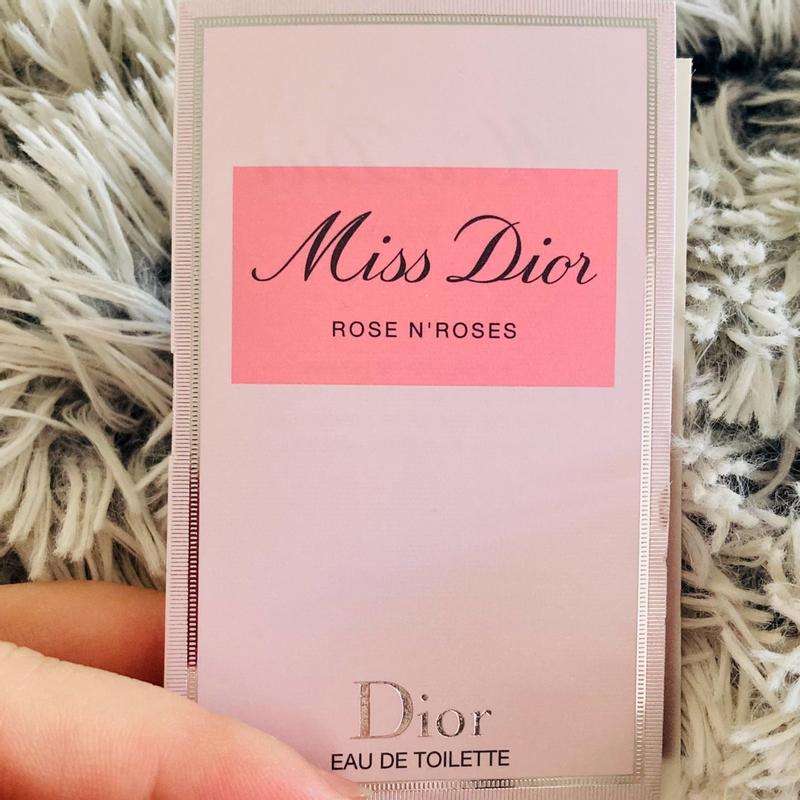 Miss Dior
ROSE N'ROSES
Dior
EAU DE TOILETTE